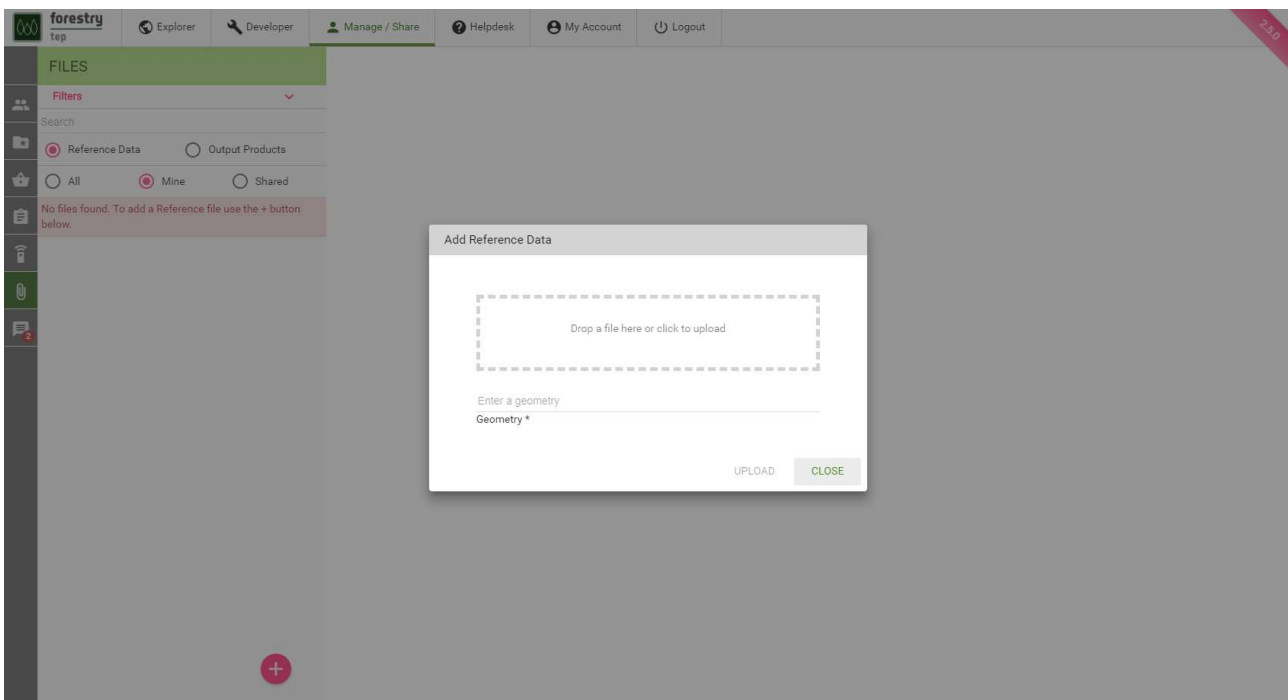 forestry
tep
Explorer
Developer
Manage / Share
Helpdesk
My Account
Logout
2.5.0
FILES
Filters
Search
Reference Data
Output Products
All
Mine
Shared
No files found. To add a Reference file use the + button
below.
2
Add Reference Data
Drop a file here or click to upload
Enter a geometry
Geometry *
UPLOAD
CLOSE
+